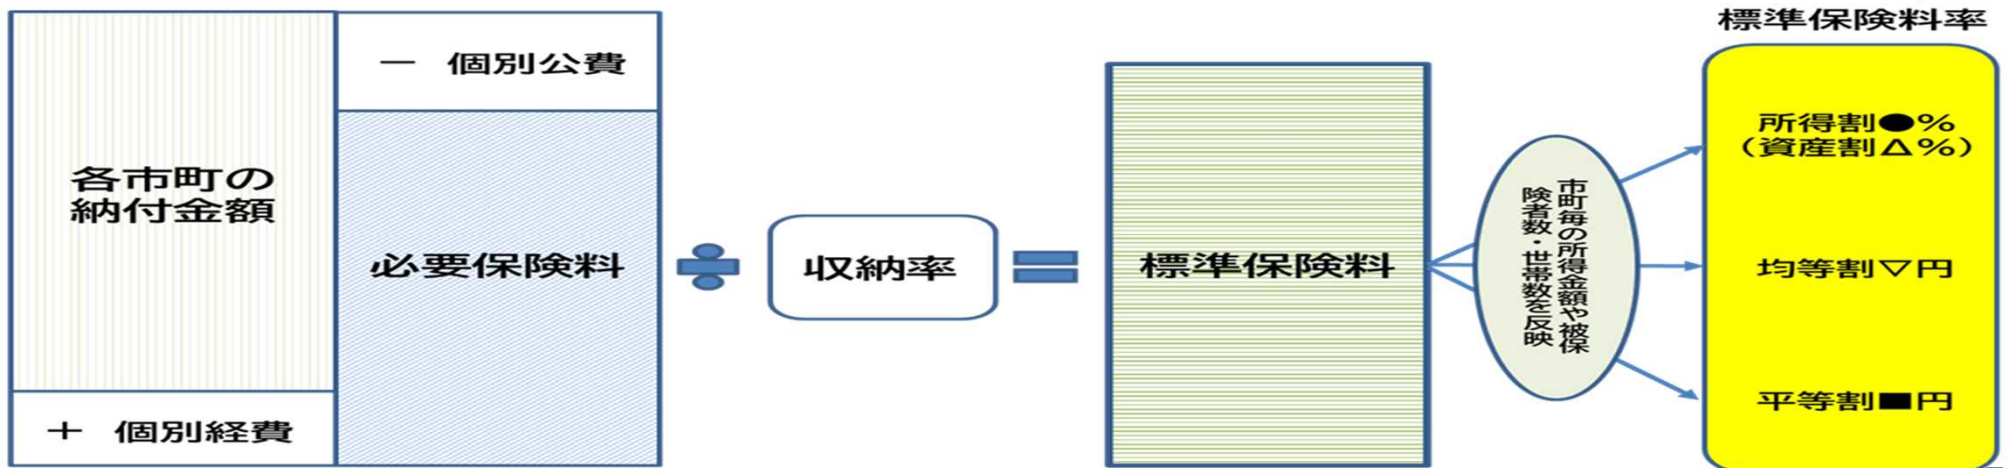 各市町の
納付金額
＋ 個別経費
－ 個別公費
必要保険料
÷
収納率
＝
標準保険料
市町毎の所得金額や被保
険者数・世帯数を反映
標準保険料率
所得割●%
（資産割△%）
均等割▽円
平等割■円